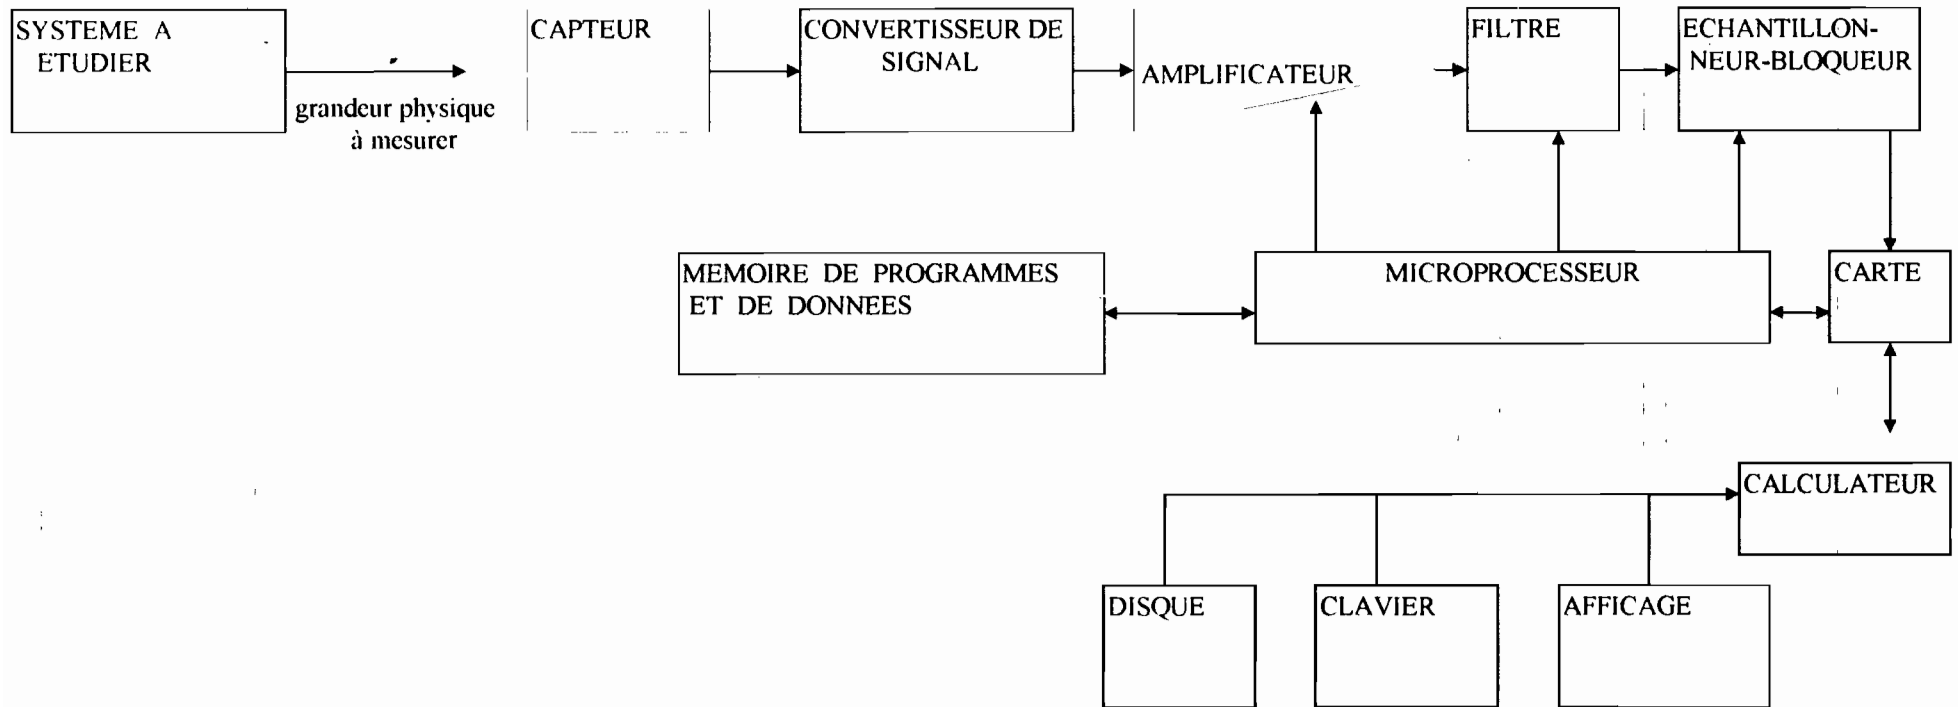 SYSTEME A
ETUDIER
grandeur physique
à mesurer
CAPTEUR
CONVERTISSEUR DE
SIGNAL
AMPLIFICATEUR
FILTRE
ECHANTILLON-
NEUR-BLOQUEUR
MEMOIRE DE PROGRAMMES
ET DE DONNEES
MICROPROCESSEUR
CARTE
CALCULATEUR
DISQUE
CLAVIER
AFFICAGE